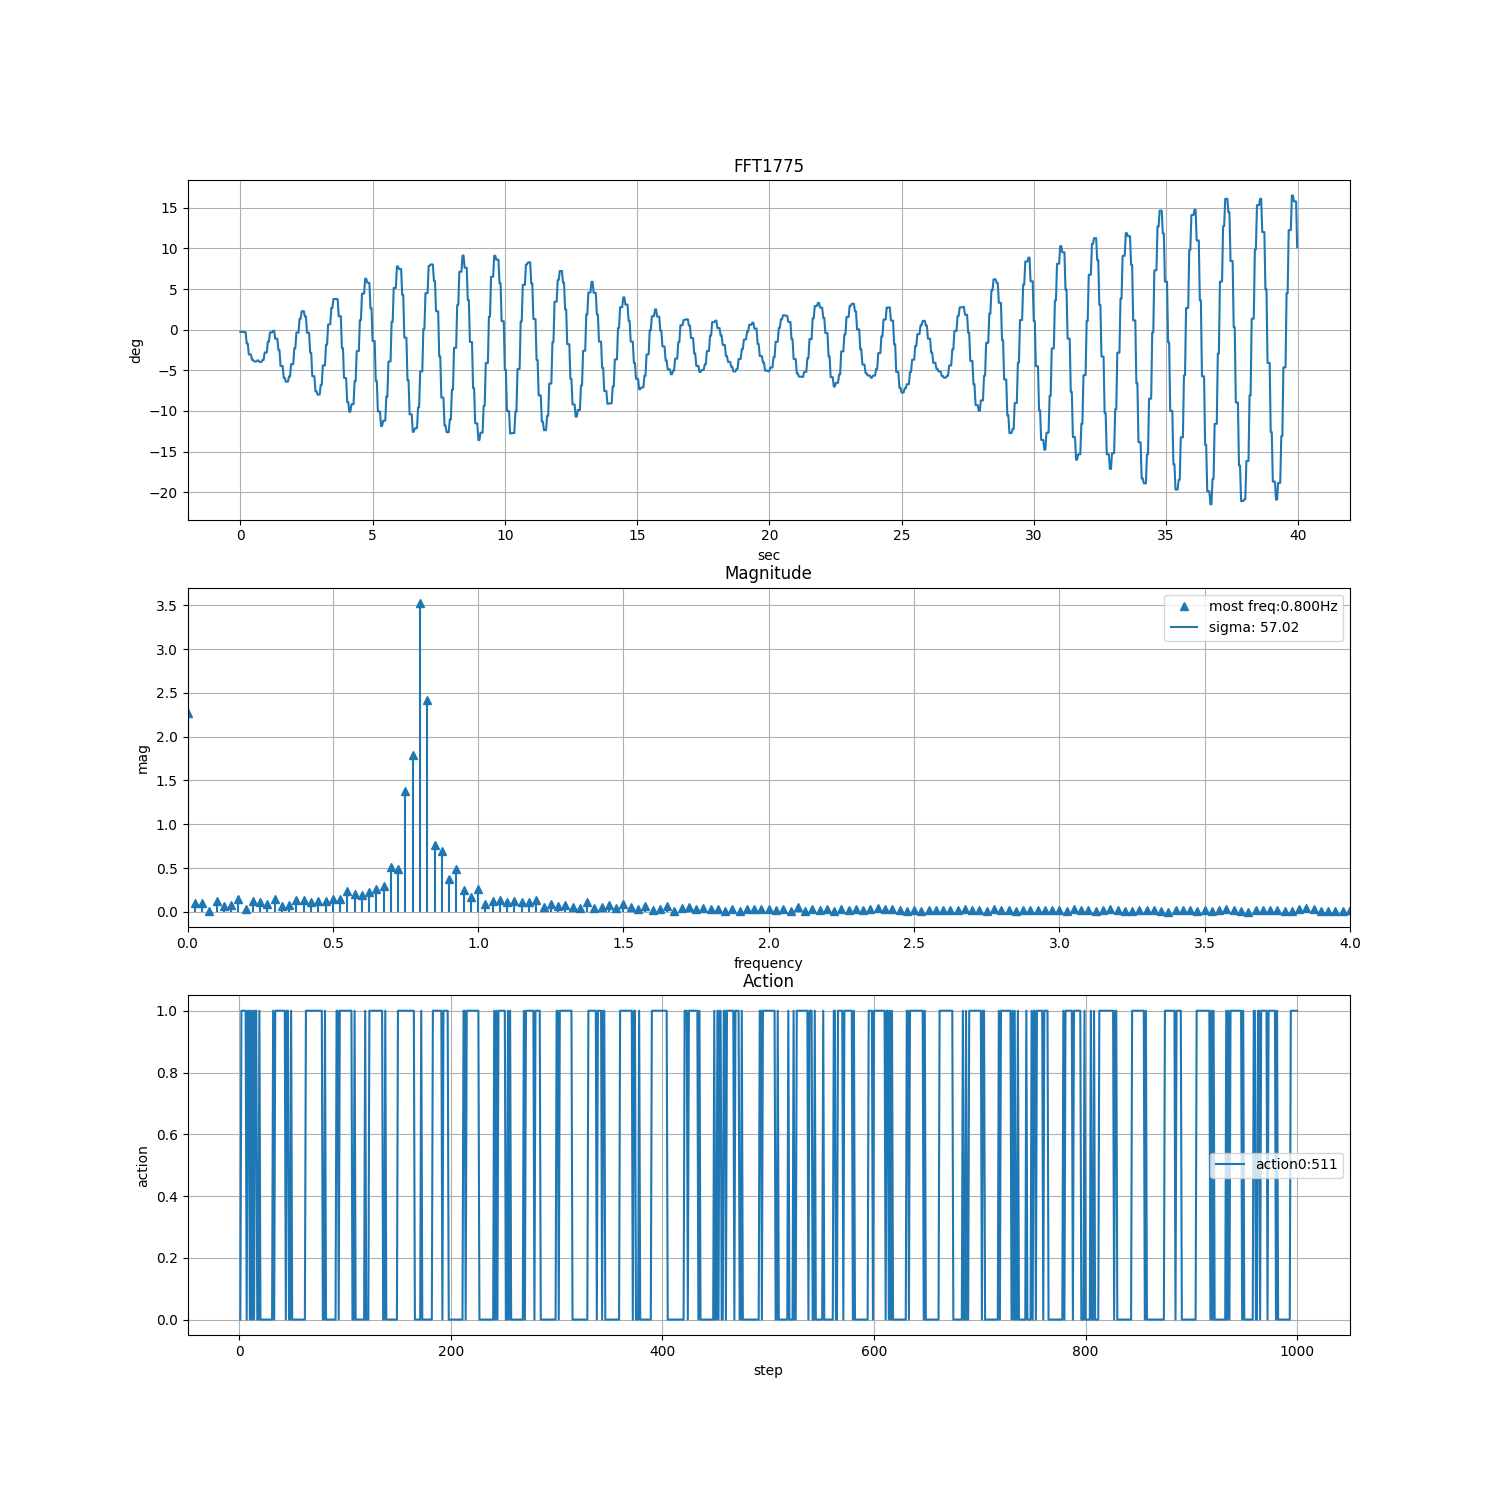 FFT1775
15
10
5
0
−5
−10
−15
−20
deg
0 5 10 15 20 25 30 35 40
sec
Magnitude
most freq:0.800Hz
sigma: 57.02
3.5
3.0
2.5
2.0
1.5
1.0
0.5
0.0
mag
0.0 0.5 1.0 1.5 2.0 2.5 3.0 3.5 4.0
frequency
Action
1.0
0.8
0.6
0.4
0.2
0.0
action
action0:511
0 200 400 600 800 1000
step